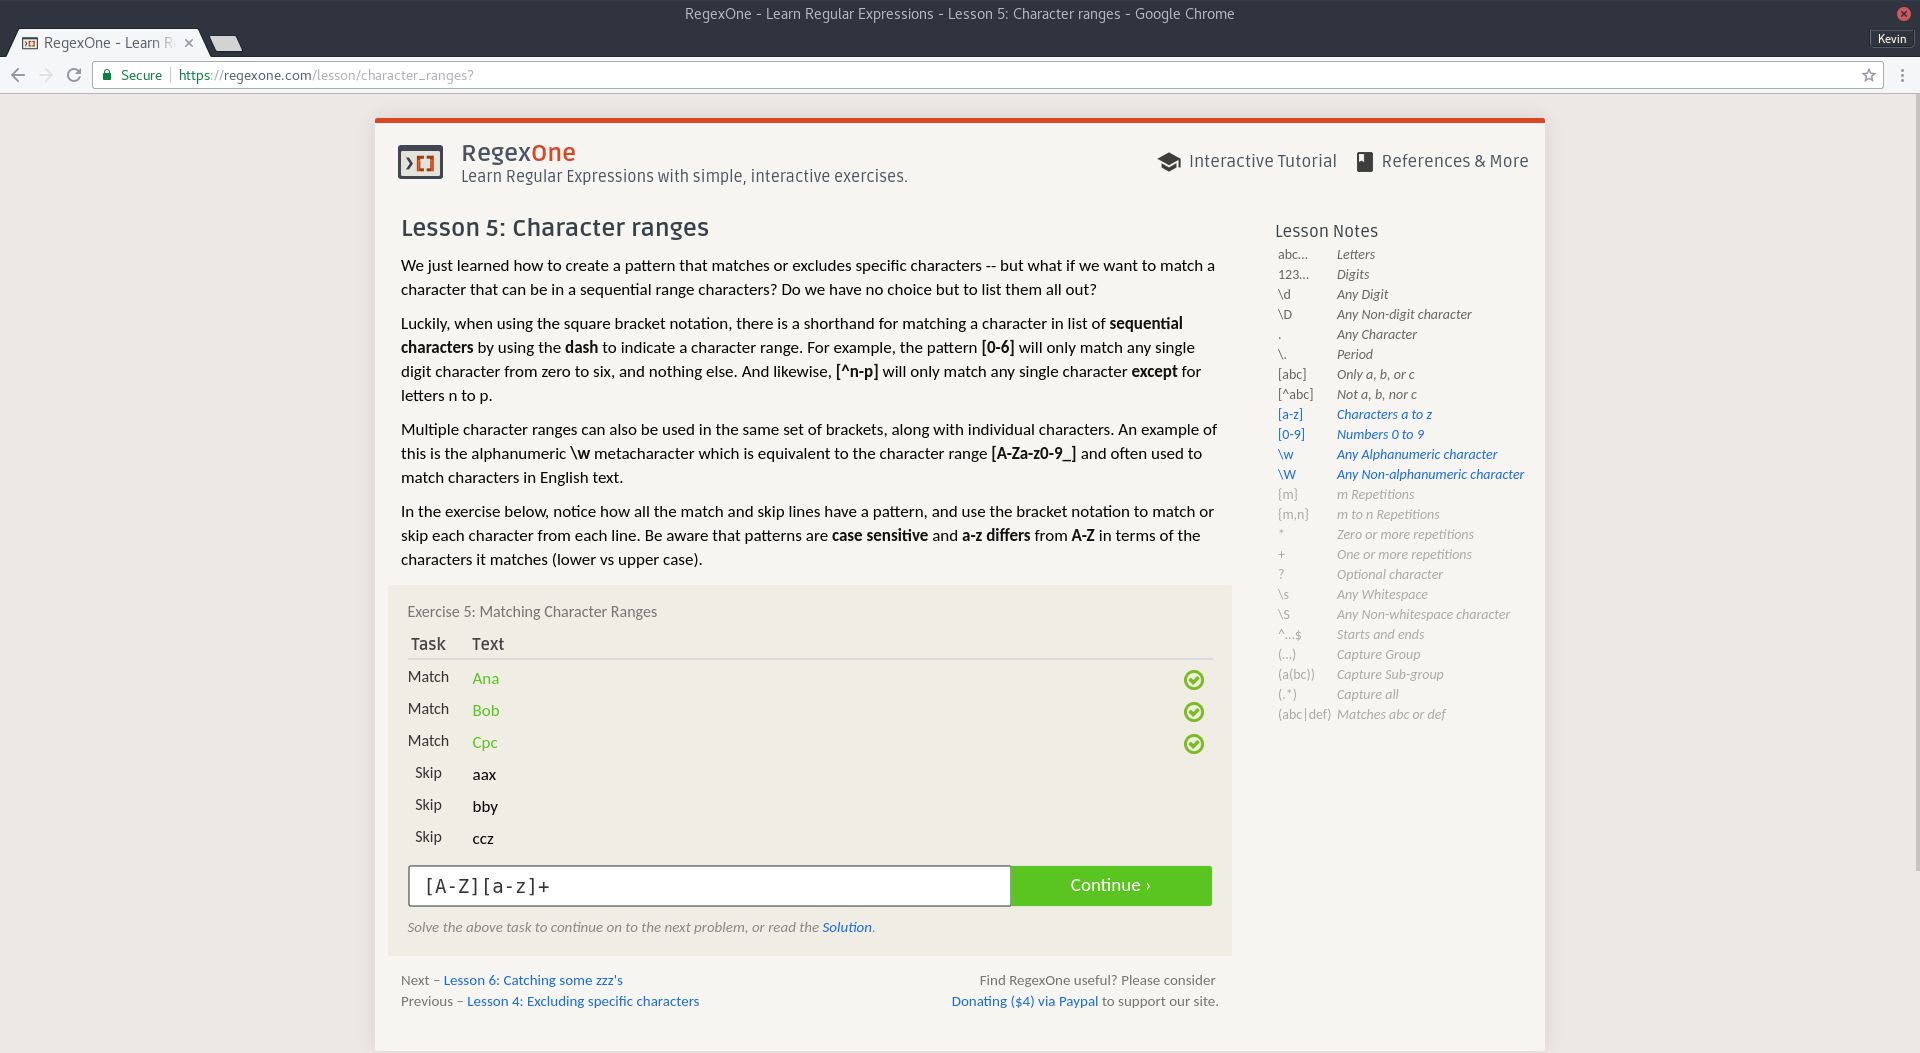 RegexOne - Learn Regular Expressions - Lesson 5: Character ranges - Google Chrome
RegexOne - Learn R
Kevin
Secure
https://regexone.com/lesson/character_ranges?
RegexOne
Learn Regular Expressions with simple, interactive exercises.
Interactive Tutorial
References & More
Lesson 5: Character ranges
We just learned how to create a pattern that matches or excludes specific characters -- but what if we want to match a
character that can be in a sequential range characters? Do we have no choice but to list them all out?
Luckily, when using the square bracket notation, there is a shorthand for matching a character in list of sequential
characters by using the dash to indicate a character range. For example, the pattern [0-6] will only match any single
digit character from zero to six, and nothing else. And likewise, [^n-p] will only match any single character except for
letters n to p.
Multiple character ranges can also be used in the same set of brackets, along with individual characters. An example of
this is the alphanumeric \w metacharacter which is equivalent to the character range [A-Za-z0-9_] and often used to
match characters in English text.
In the exercise below, notice how all the match and skip lines have a pattern, and use the bracket notation to match or
skip each character from each line. Be aware that patterns are case sensitive and a-z differs from A-Z in terms of the
characters it matches (lower vs upper case).
Exercise 5: Matching Character Ranges
Task Text
Match Ana
Match Bob
Match Cpc
Skip aax
Skip bby
Skip ccz
[A-Z][a-z]+
Continue ›
Solve the above task to continue on to the next problem, or read the Solution.
Next – Lesson 6: Catching some zzz's
Previous – Lesson 4: Excluding specific characters
Find RegexOne useful? Please consider
Donating ($4) via Paypal to support our site.
Lesson Notes
abc… Letters
123… Digits
\d Any Digit
\D Any Non-digit character
. Any Character
\. Period
[abc] Only a, b, or c
[^abc] Not a, b, nor c
[a-z] Characters a to z
[0-9] Numbers 0 to 9
\w Any Alphanumeric character
\W Any Non-alphanumeric character
{m} m Repetitions
{m,n} m to n Repetitions
* Zero or more repetitions
+ One or more repetitions
? Optional character
\s Any Whitespace
\S Any Non-whitespace character
^…$ Starts and ends
(…) Capture Group
(a(bc)) Capture Sub-group
(.*) Capture all
(abc|def) Matches abc or def